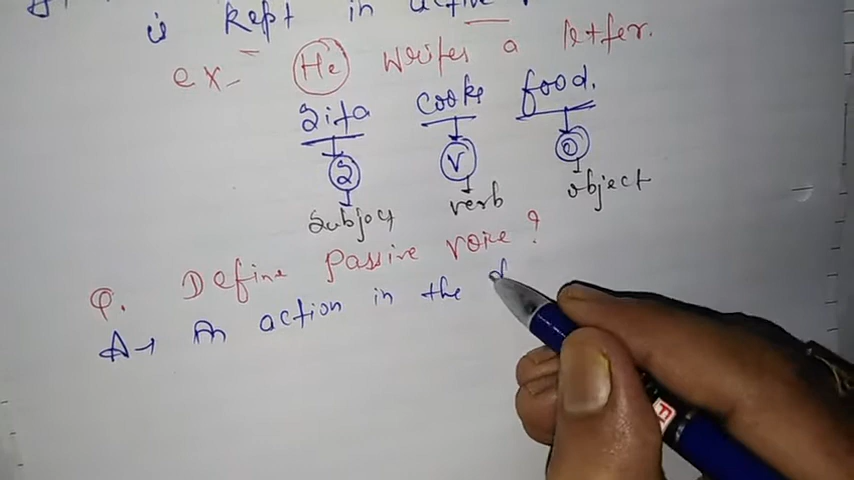 is kept in active
ex- He writes a letter.
Sita cooks food.
S V O
Subject verb object
Q. Define Passive Voice?
A→ An action in the